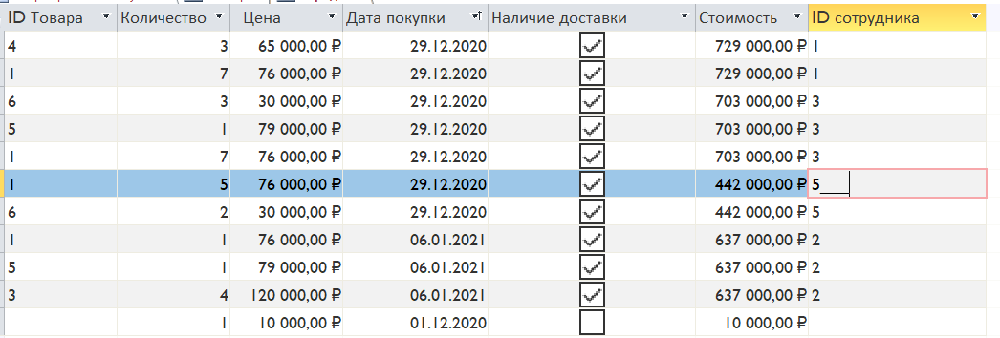 ID Товара Количество Цена Дата покупки Наличие доставки Стоимость ID сотрудника
4 3 65 000,00 ₽ 29.12.2020 729 000,00 ₽ 1
1 7 76 000,00 ₽ 29.12.2020 729 000,00 ₽ 1
6 3 30 000,00 ₽ 29.12.2020 703 000,00 ₽ 3
5 1 79 000,00 ₽ 29.12.2020 703 000,00 ₽ 3
1 7 76 000,00 ₽ 29.12.2020 703 000,00 ₽ 3
1 5 76 000,00 ₽ 29.12.2020 442 000,00 ₽ 5____
6 2 30 000,00 ₽ 29.12.2020 442 000,00 ₽ 5
1 1 76 000,00 ₽ 06.01.2021 637 000,00 ₽ 2
5 1 79 000,00 ₽ 06.01.2021 637 000,00 ₽ 2
3 4 120 000,00 ₽ 06.01.2021 637 000,00 ₽ 2
1 10 000,00 ₽ 01.12.2020 10 000,00 ₽